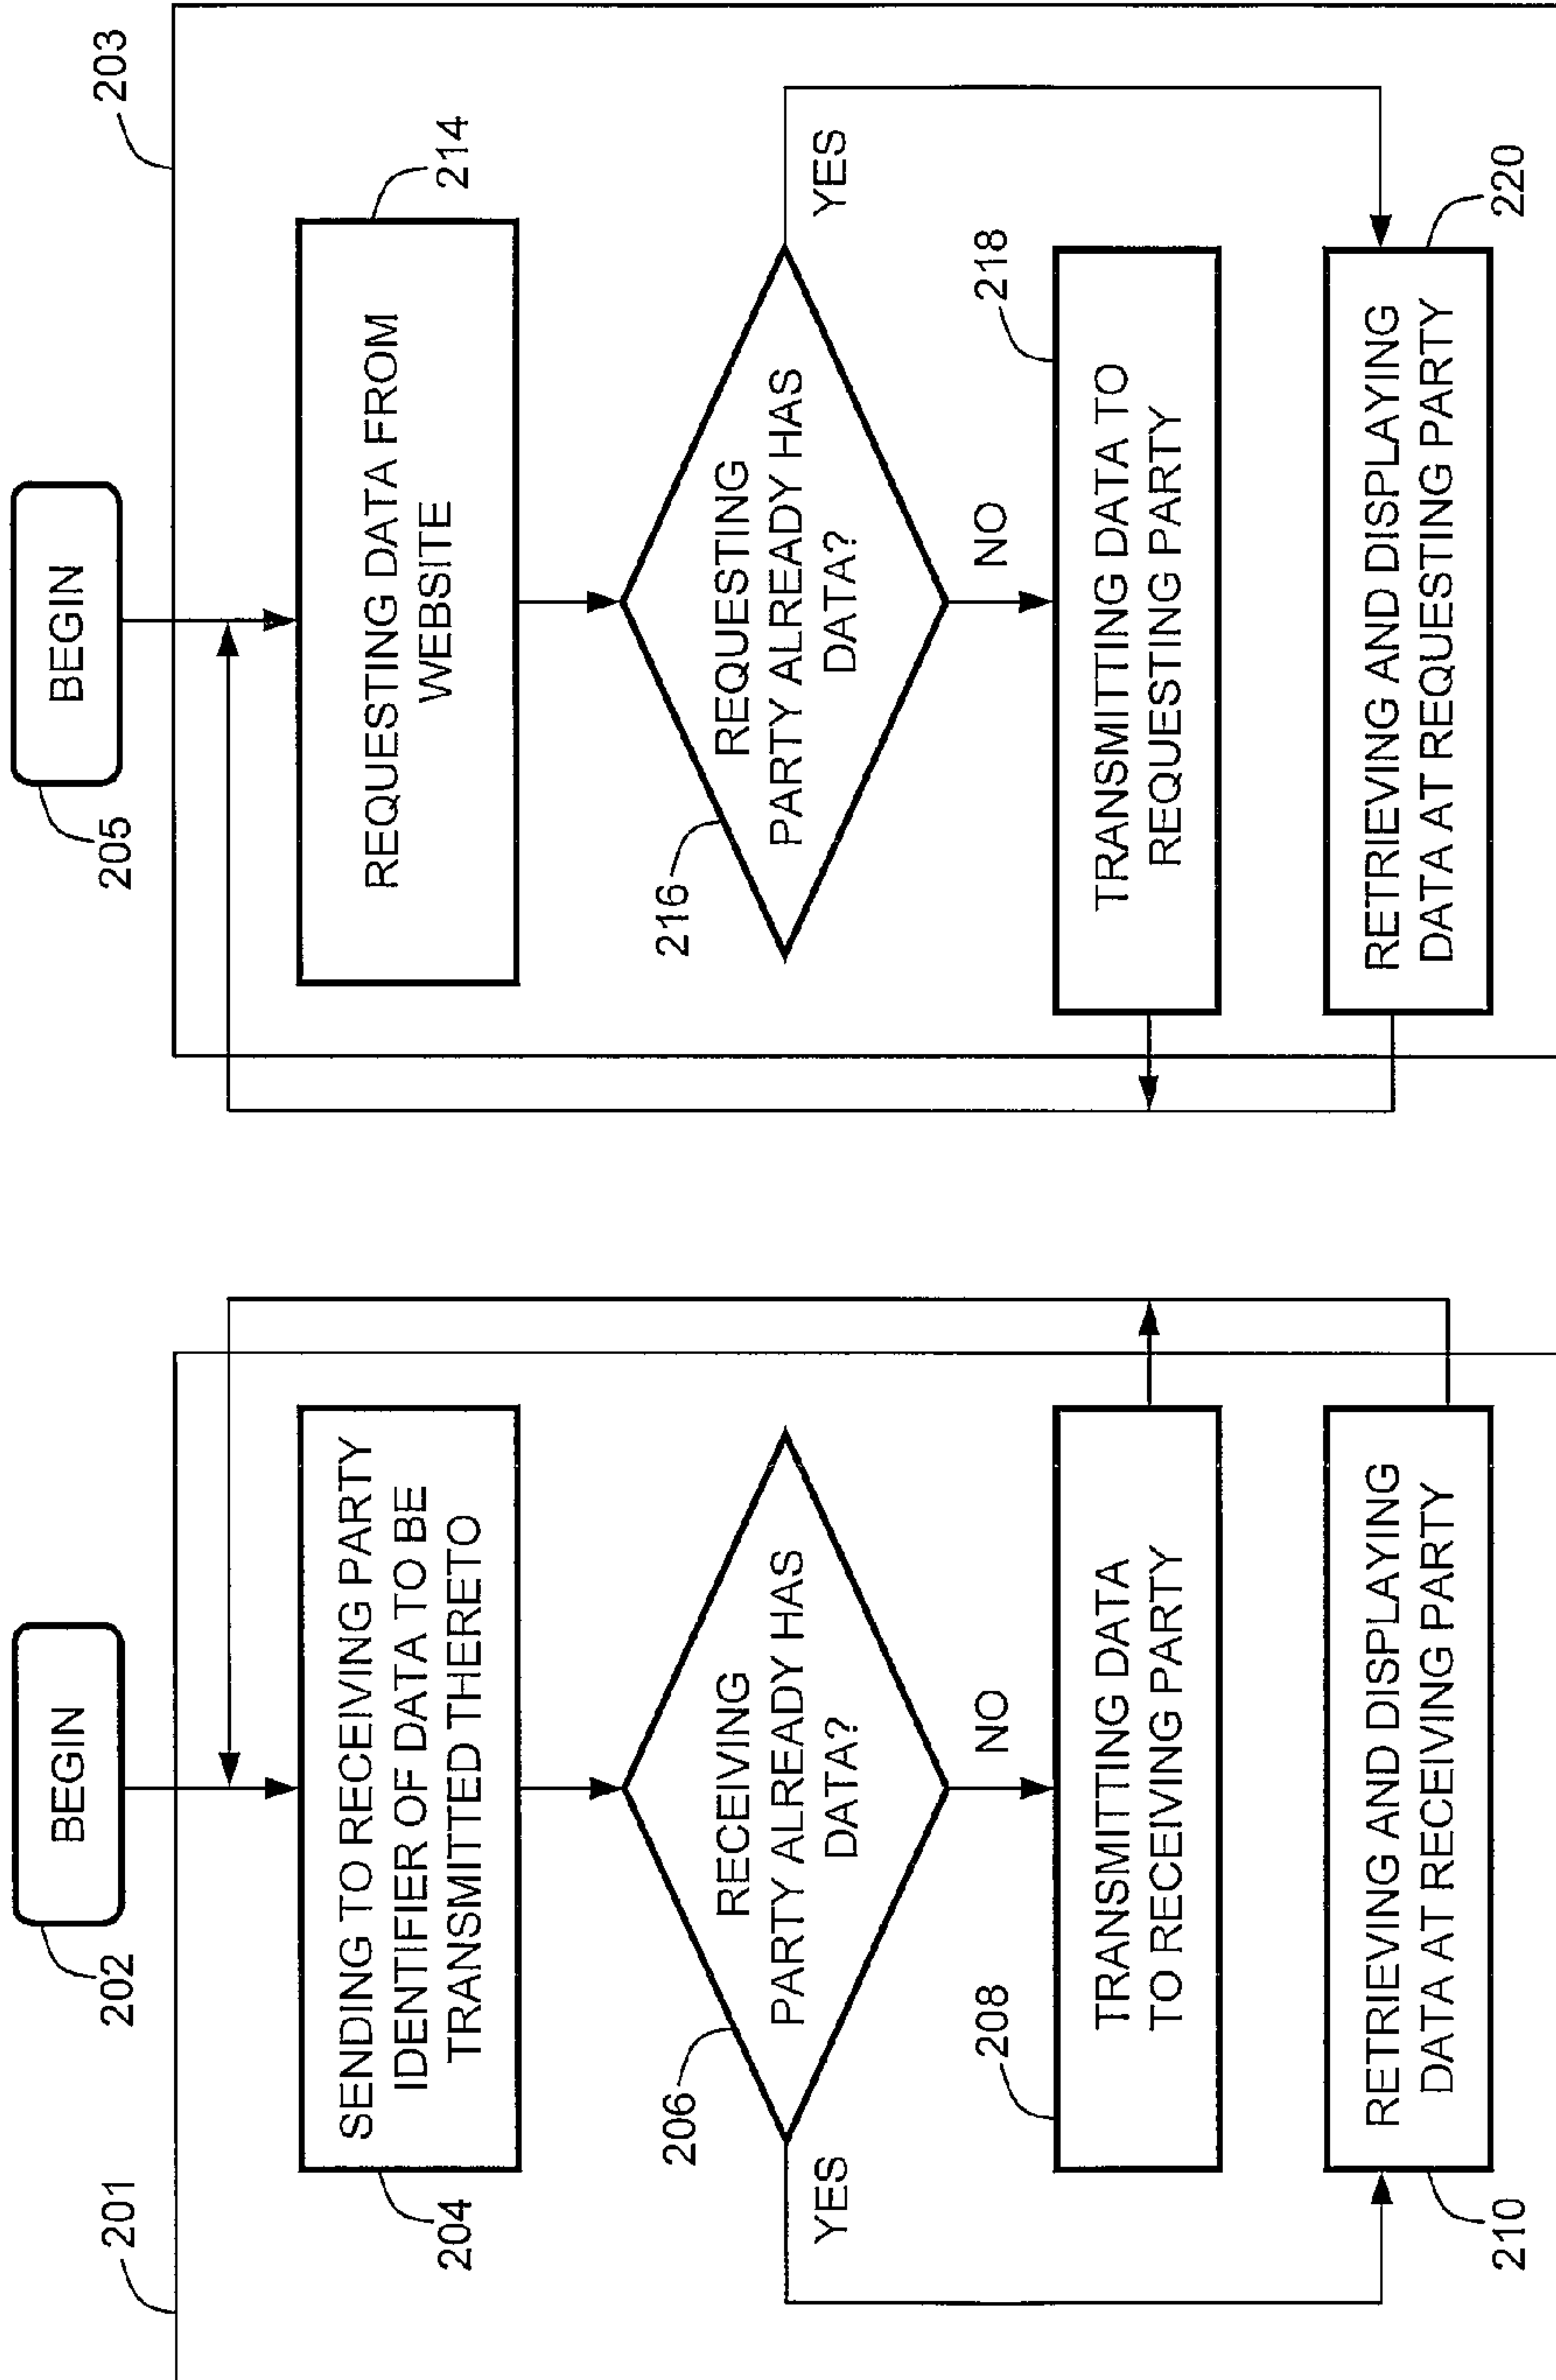 201
202
BEGIN
204
SENDING TO RECEIVING PARTY
IDENTIFIER OF DATA TO BE
TRANSMITTED THERETO
206
RECEIVING
PARTY ALREADY HAS
DATA?
YES
NO
208
TRANSMITTING DATA
TO RECEIVING PARTY
210
RETRIEVING AND DISPLAYING
DATA AT RECEIVING PARTY
203
205
BEGIN
214
REQUESTING DATA FROM
WEBSITE
216
REQUESTING
PARTY ALREADY HAS
DATA?
YES
NO
218
TRANSMITTING DATA TO
REQUESTING PARTY
220
RETRIEVING AND DISPLAYING
DATA AT REQUESTING PARTY